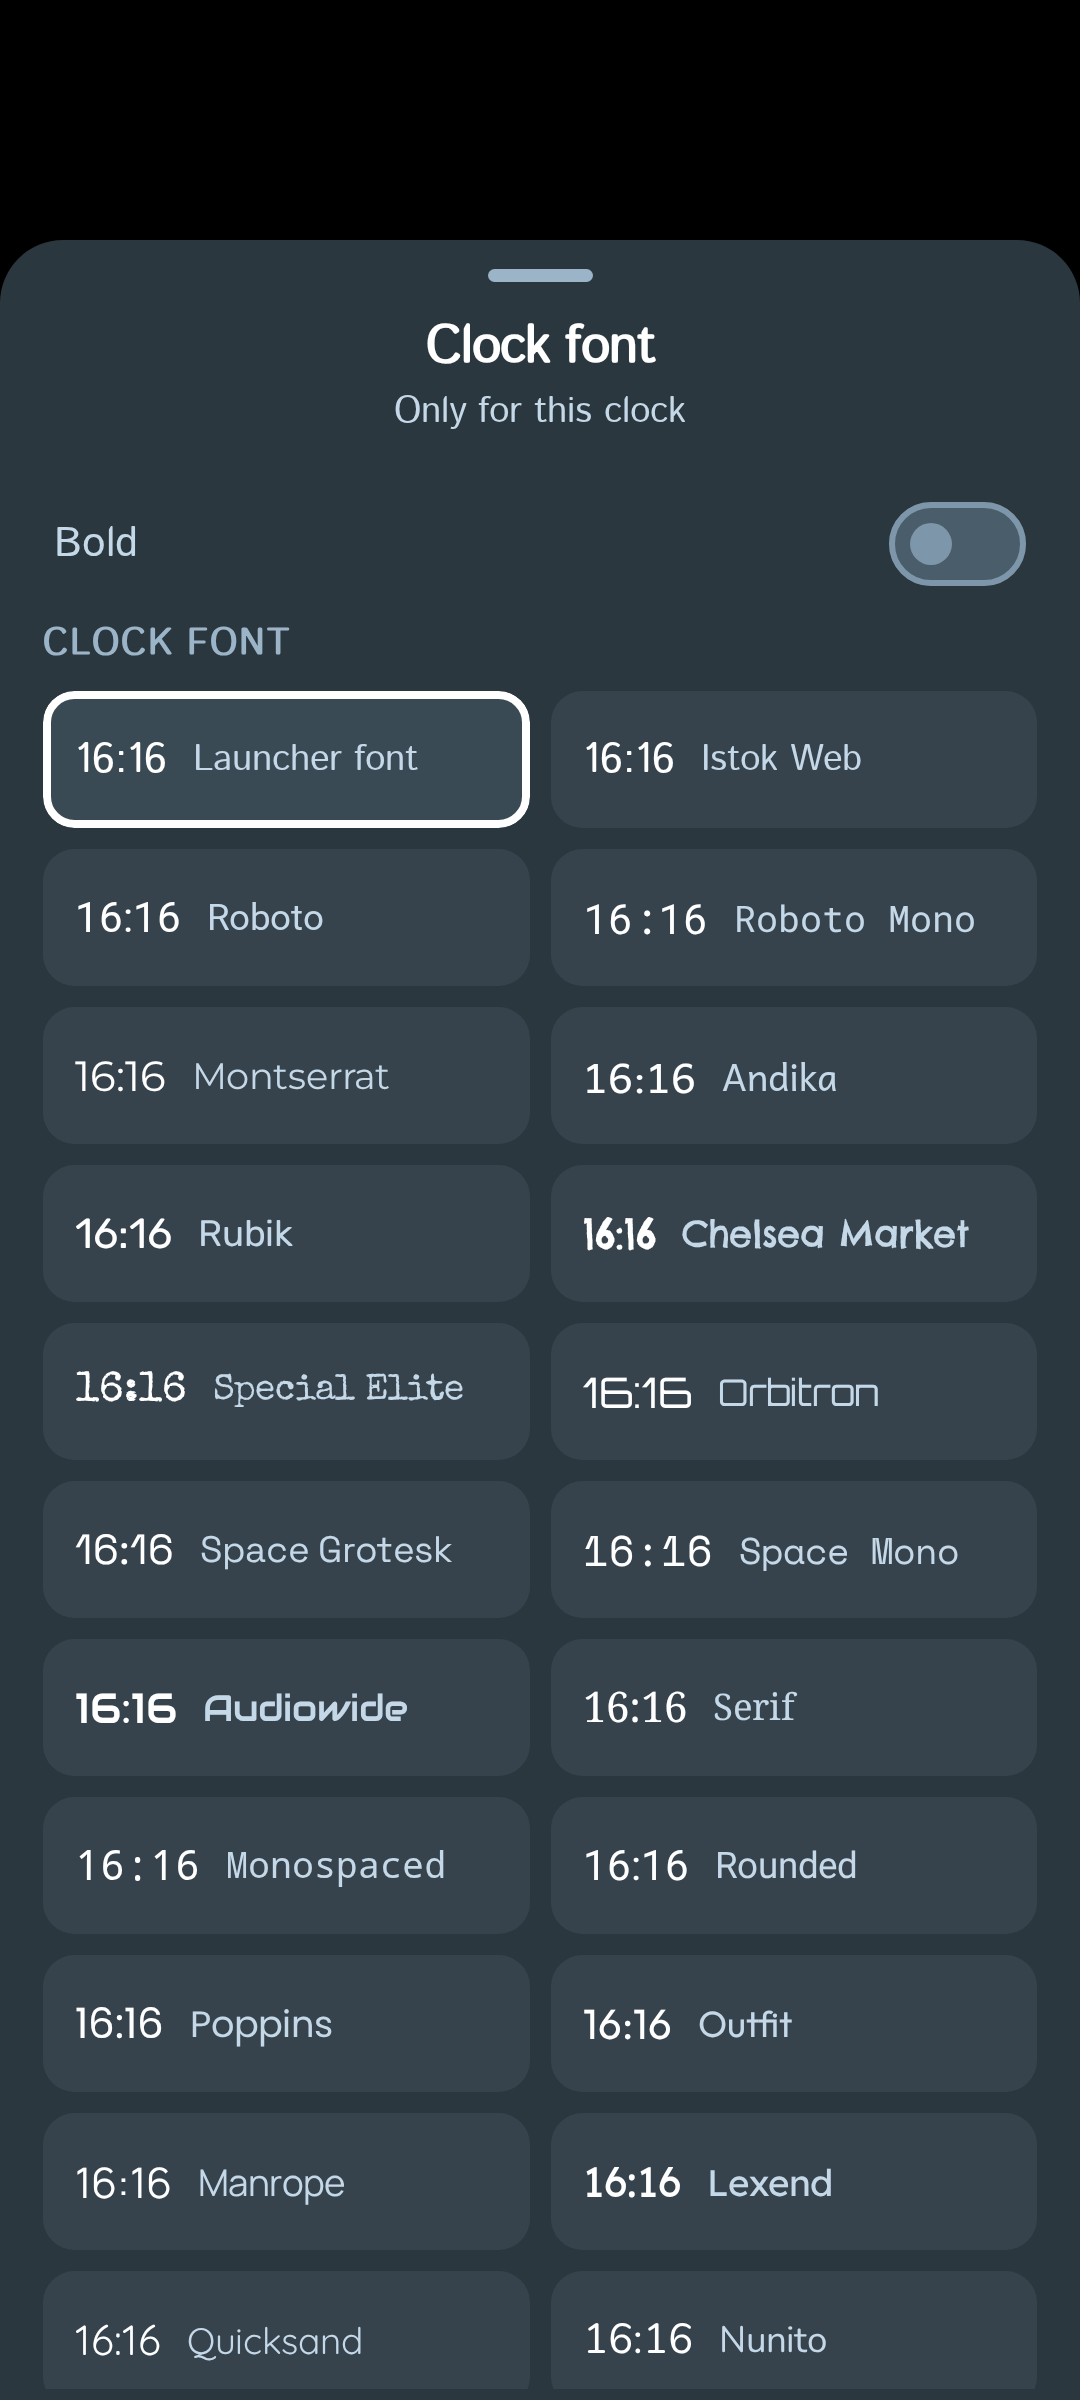 Clock font
Only for this clock
Bold
CLOCK FONT
16:16 Launcher font
16:16 Istok Web
16:16 Roboto
16:16 Roboto Mono
16:16 Montserrat
16:16 Andika
16:16 Rubik
16:16 Chelsea Market
16:16 Special Elite
16:16 Orbitron
16:16 Space Grotesk
16:16 Space Mono
16:16 Audiowide
16:16 Serif
16:16 Monospaced
16:16 Rounded
16:16 Poppins
16:16 Outfit
16:16 Manrope
16:16 Lexend
16:16 Quicksand
16:16 Nunito